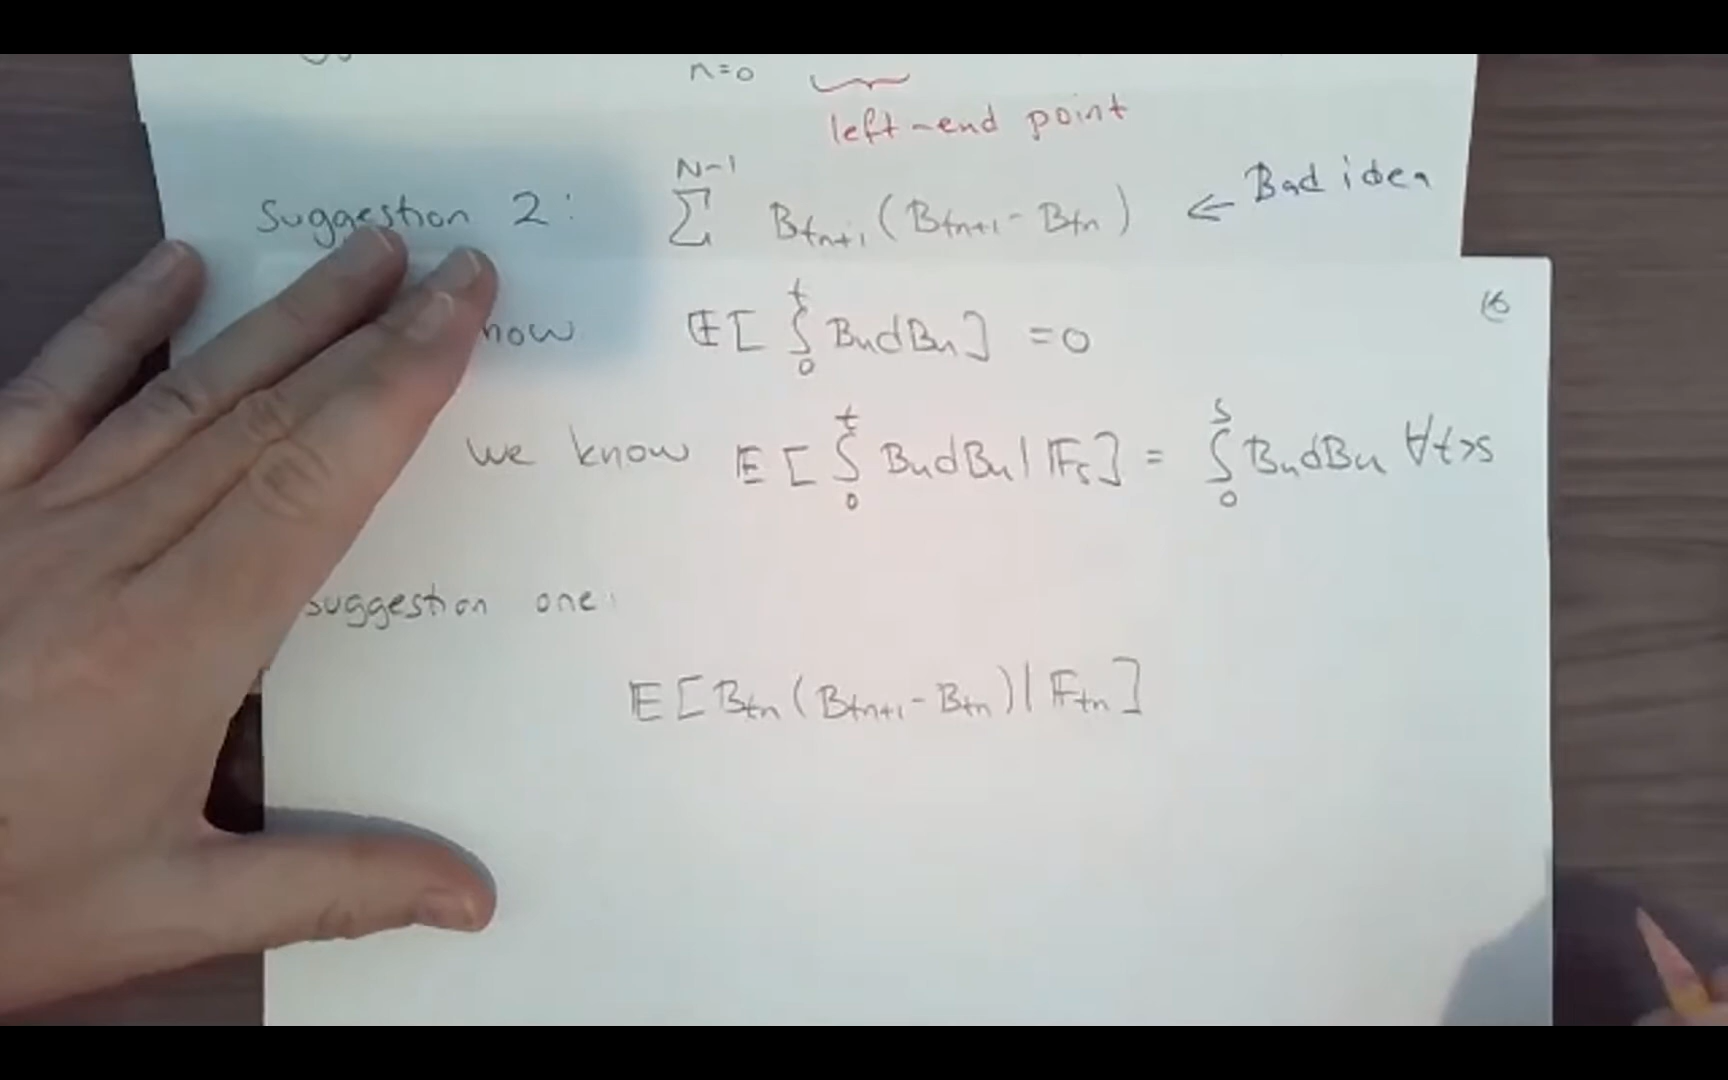 n=0
left-end point
N-1
Suggestion 2: ∑ B_{t_{n+1}} (B_{t_{n+1}} - B_{t_n}) ← Bad idea
16
now E[∫_0^t B_u dB_u] = 0
we know E[∫_0^t B_u dB_u | F_s] = ∫_0^s B_u dB_u ∀t>s
suggestion one:
E[B_{t_n} (B_{t_{n+1}} - B_{t_n}) | F_{t_n}]